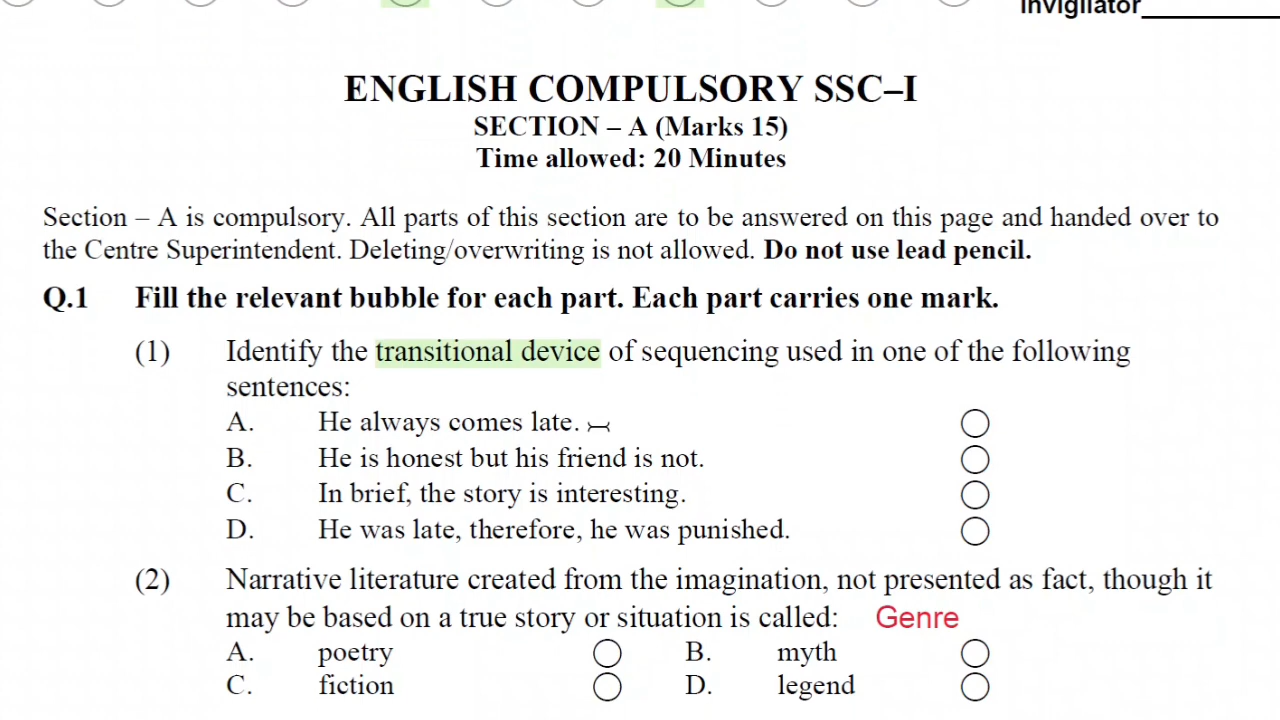 Invigilator
ENGLISH COMPULSORY SSC–I
SECTION – A (Marks 15)
Time allowed: 20 Minutes
Section – A is compulsory. All parts of this section are to be answered on this page and handed over to
the Centre Superintendent. Deleting/overwriting is not allowed. Do not use lead pencil.
Q.1 Fill the relevant bubble for each part. Each part carries one mark.
(1) Identify the transitional device of sequencing used in one of the following
sentences:
A. He always comes late.
B. He is honest but his friend is not.
C. In brief, the story is interesting.
D. He was late, therefore, he was punished.
(2) Narrative literature created from the imagination, not presented as fact, though it
may be based on a true story or situation is called: Genre
A. poetry B. myth
C. fiction D. legend